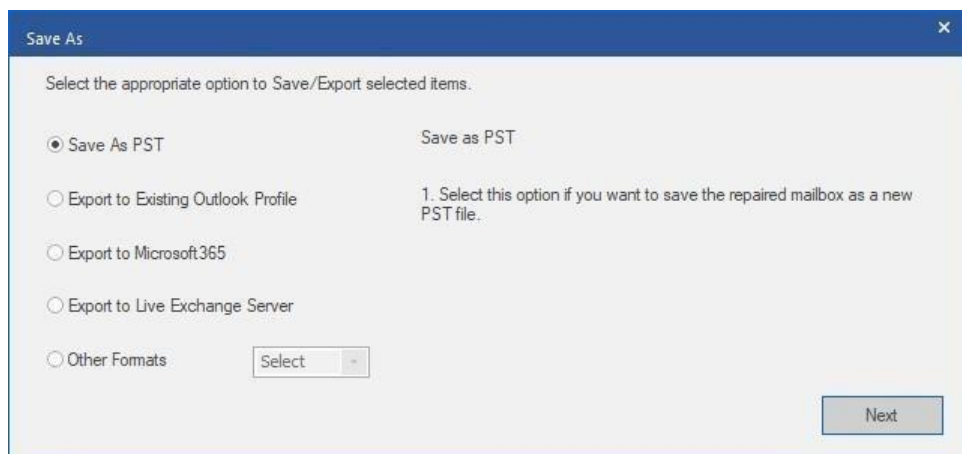 Save As
×
Select the appropriate option to Save/Export selected items.
Save As PST
Export to Existing Outlook Profile
Export to Microsoft365
Export to Live Exchange Server
Other Formats
Select
Save as PST
1. Select this option if you want to save the repaired mailbox as a new
PST file.
Next